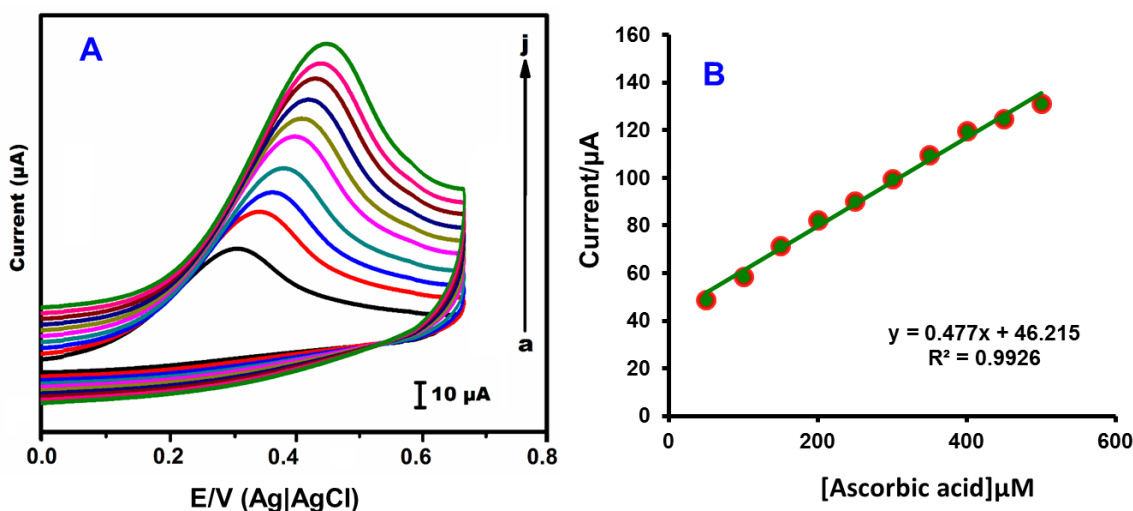 A
j
a
10 µA
Current (µA)
0.0 0.2 0.4 0.6 0.8
E/V (Ag|AgCl)
B
160
140
120
100
80
60
40
20
0
Current/µA
y = 0.477x + 46.215
R² = 0.9926
0 200 400 600
[Ascorbic acid]µM